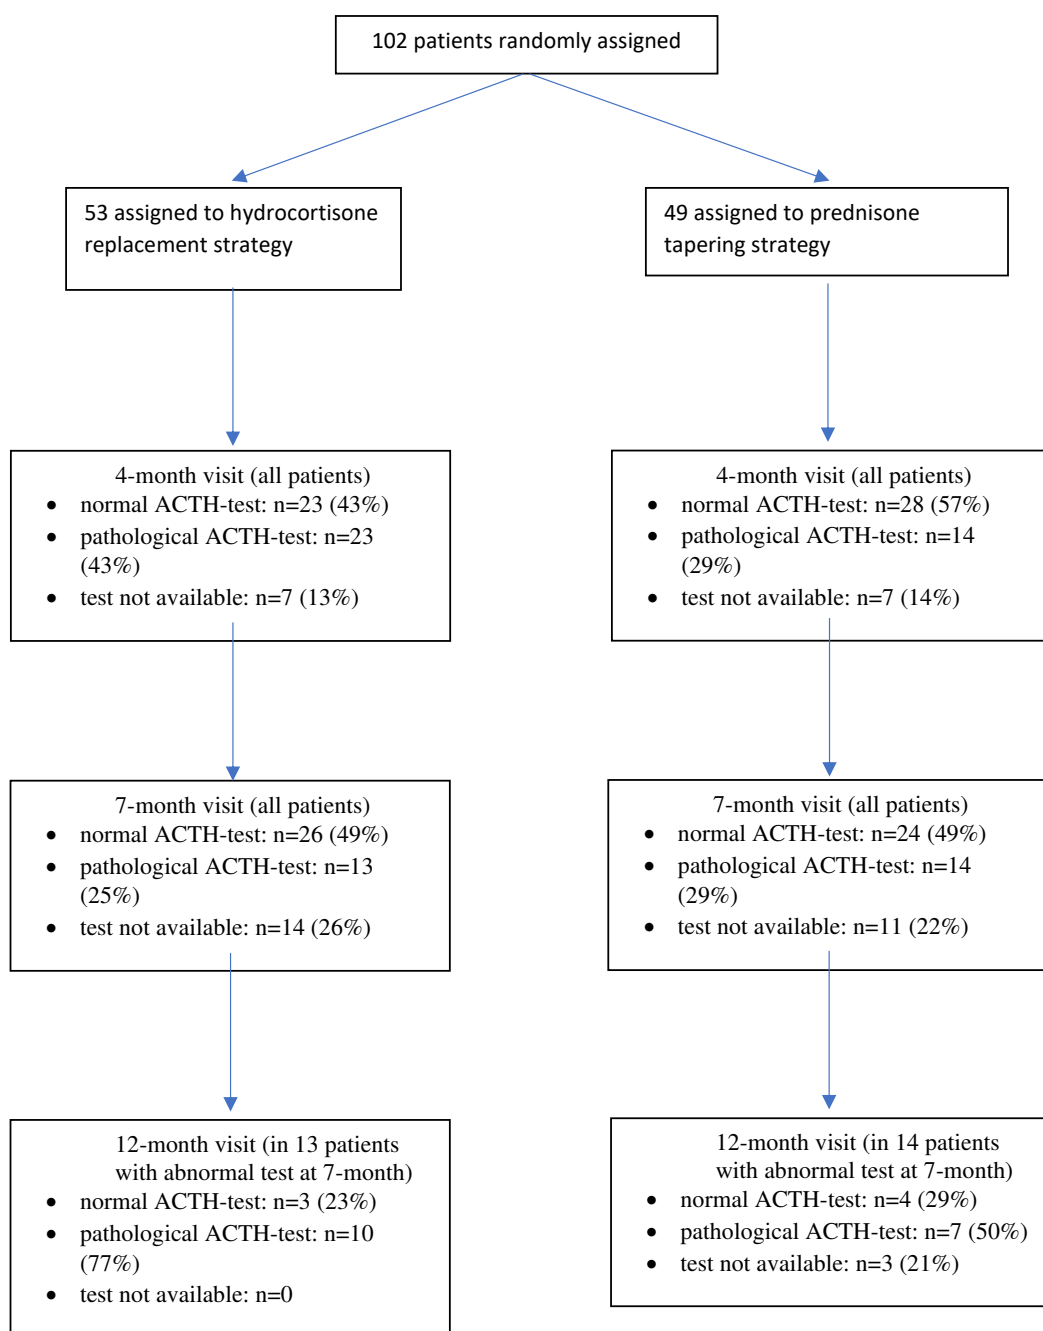 102 patients randomly assigned
53 assigned to hydrocortisone
replacement strategy
49 assigned to prednisone
tapering strategy
4-month visit (all patients)
• normal ACTH-test: n=23 (43%)
• pathological ACTH-test: n=23
(43%)
• test not available: n=7 (13%)
4-month visit (all patients)
• normal ACTH-test: n=28 (57%)
• pathological ACTH-test: n=14
(29%)
• test not available: n=7 (14%)
7-month visit (all patients)
• normal ACTH-test: n=26 (49%)
• pathological ACTH-test: n=13
(25%)
• test not available: n=14 (26%)
7-month visit (all patients)
• normal ACTH-test: n=24 (49%)
• pathological ACTH-test: n=14
(29%)
• test not available: n=11 (22%)
12-month visit (in 13 patients
with abnormal test at 7-month)
• normal ACTH-test: n=3 (23%)
• pathological ACTH-test: n=10
(77%)
• test not available: n=0
12-month visit (in 14 patients
with abnormal test at 7-month)
• normal ACTH-test: n=4 (29%)
• pathological ACTH-test: n=7 (50%)
• test not available: n=3 (21%)